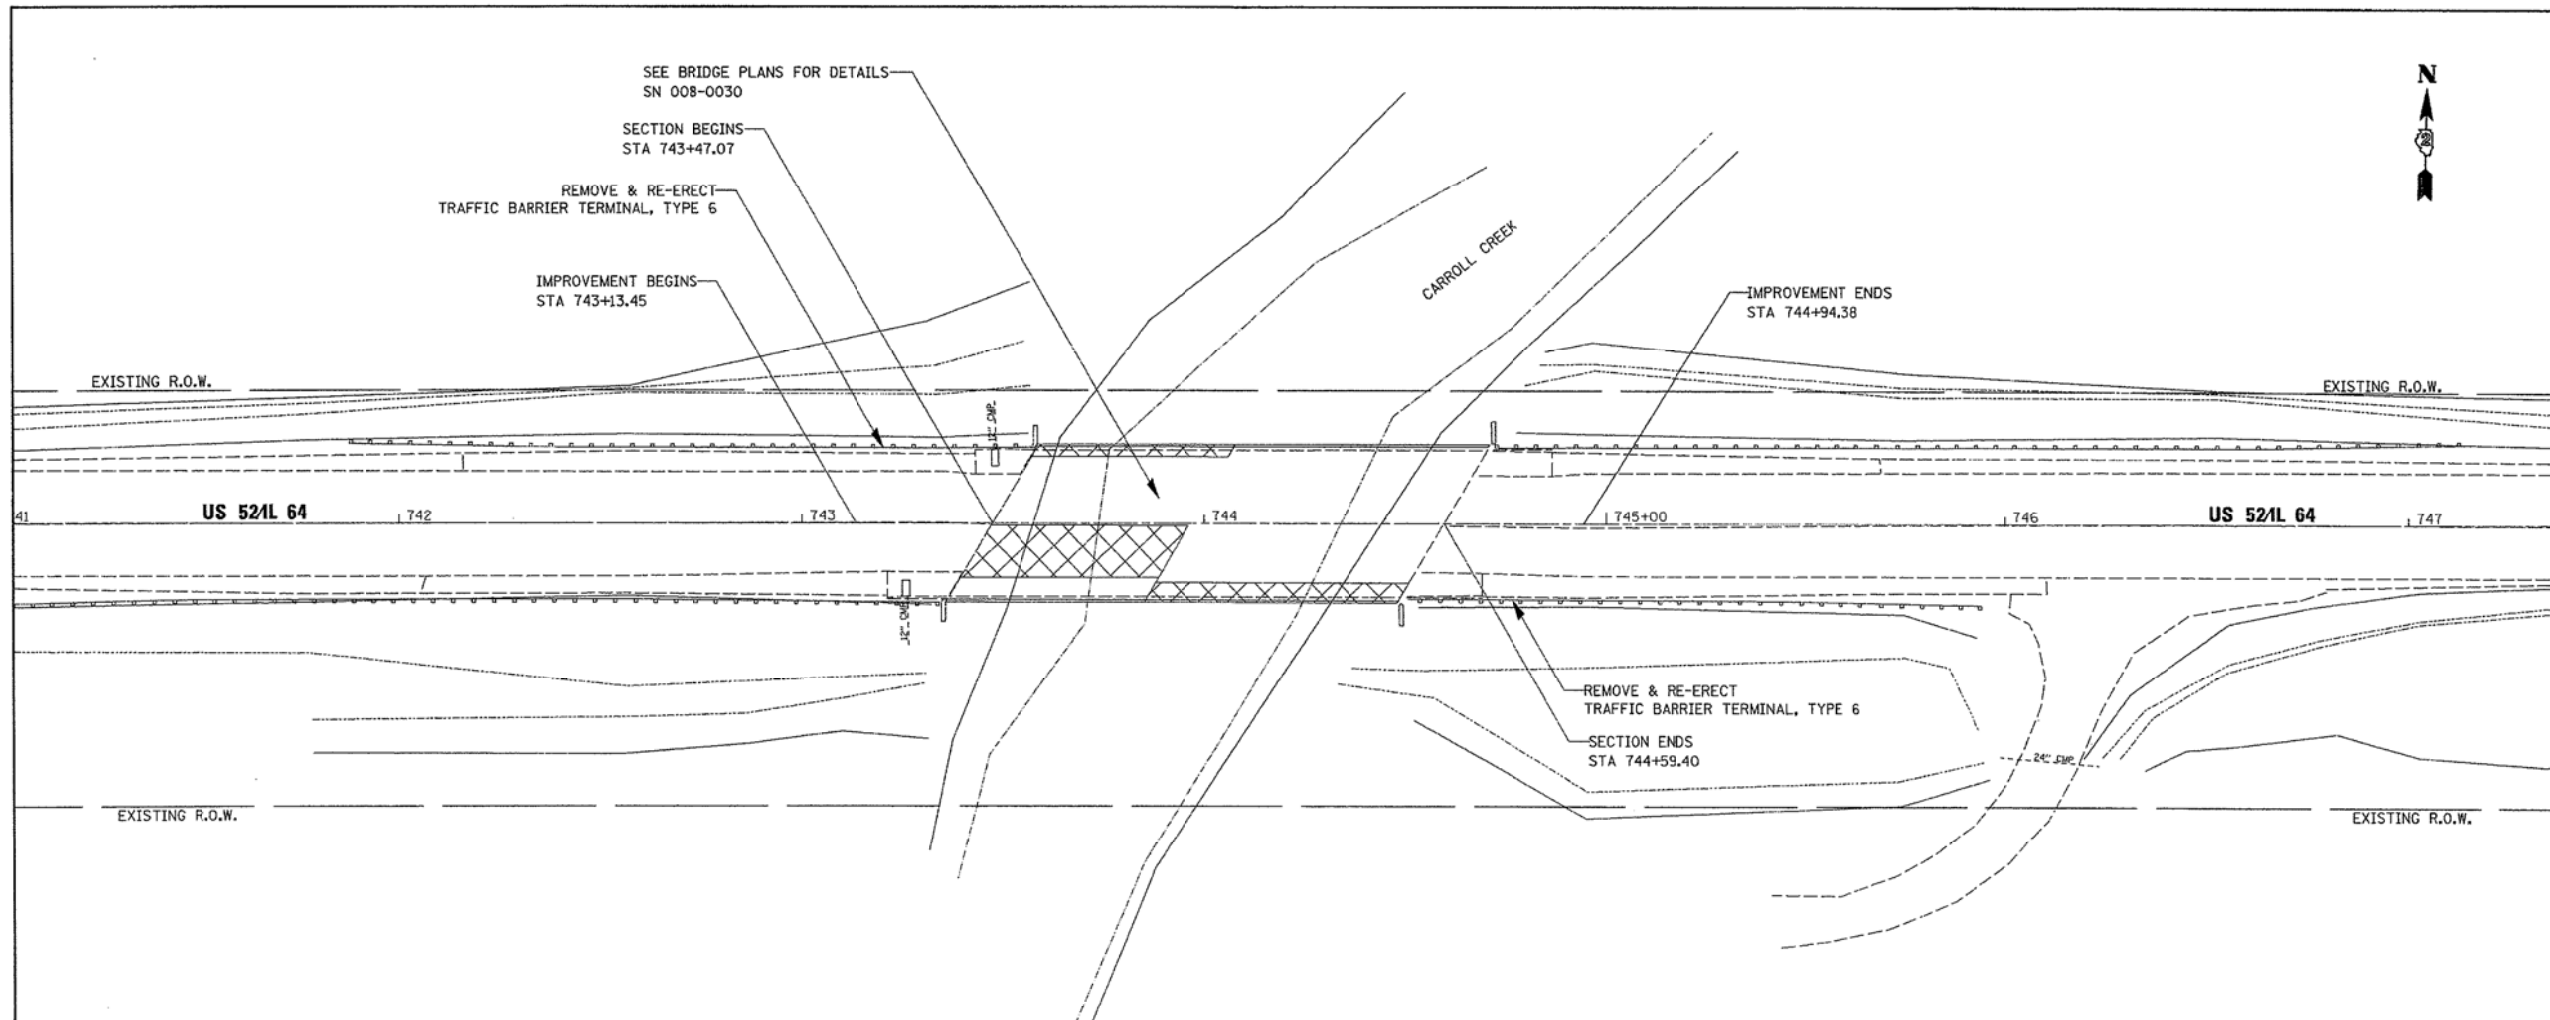 SEE BRIDGE PLANS FOR DETAILS
SN 008-0030
N
2
SECTION BEGINS
STA 743+47.07
REMOVE & RE-ERECT
TRAFFIC BARRIER TERMINAL, TYPE 6
CARROLL CREEK
IMPROVEMENT BEGINS
STA 743+13.45
IMPROVEMENT ENDS
STA 744+94.38
EXISTING R.O.W.
EXISTING R.O.W.
12" CMP
41
US 52/IL 64
742
743
744
745+00
746
US 52/IL 64
747
12" CMP
REMOVE & RE-ERECT
TRAFFIC BARRIER TERMINAL, TYPE 6
SECTION ENDS
STA 744+59.40
24" CMP
EXISTING R.O.W.
EXISTING R.O.W.